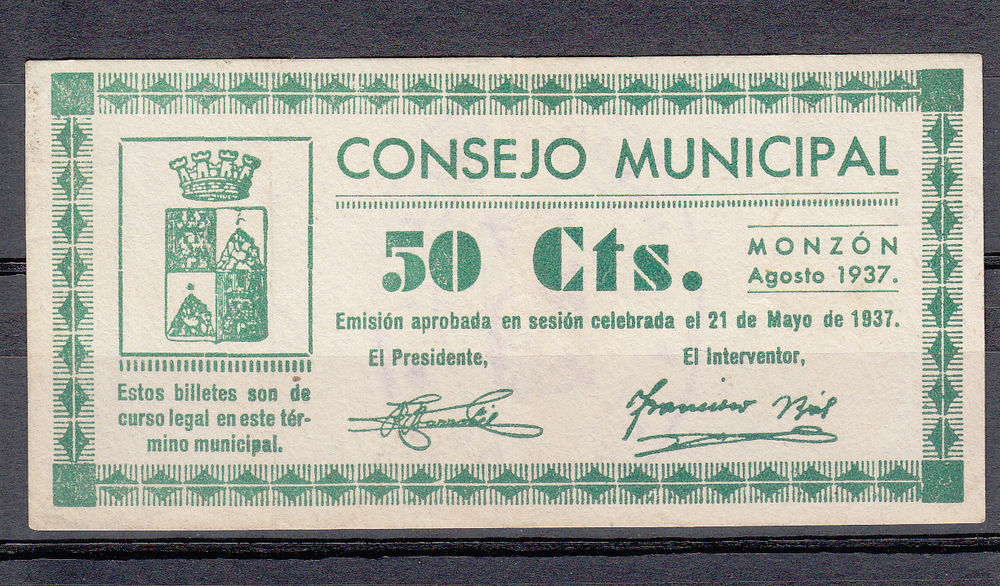 CONSEJO MUNICIPAL
50 Cts.
MONZÓN
Agosto 1937.
Emisión aprobada en sesión celebrada el 21 de Mayo de 1937.
El Presidente,
El Interventor,
Francisco
Estos billetes son de
curso legal en este tér-
mino municipal.